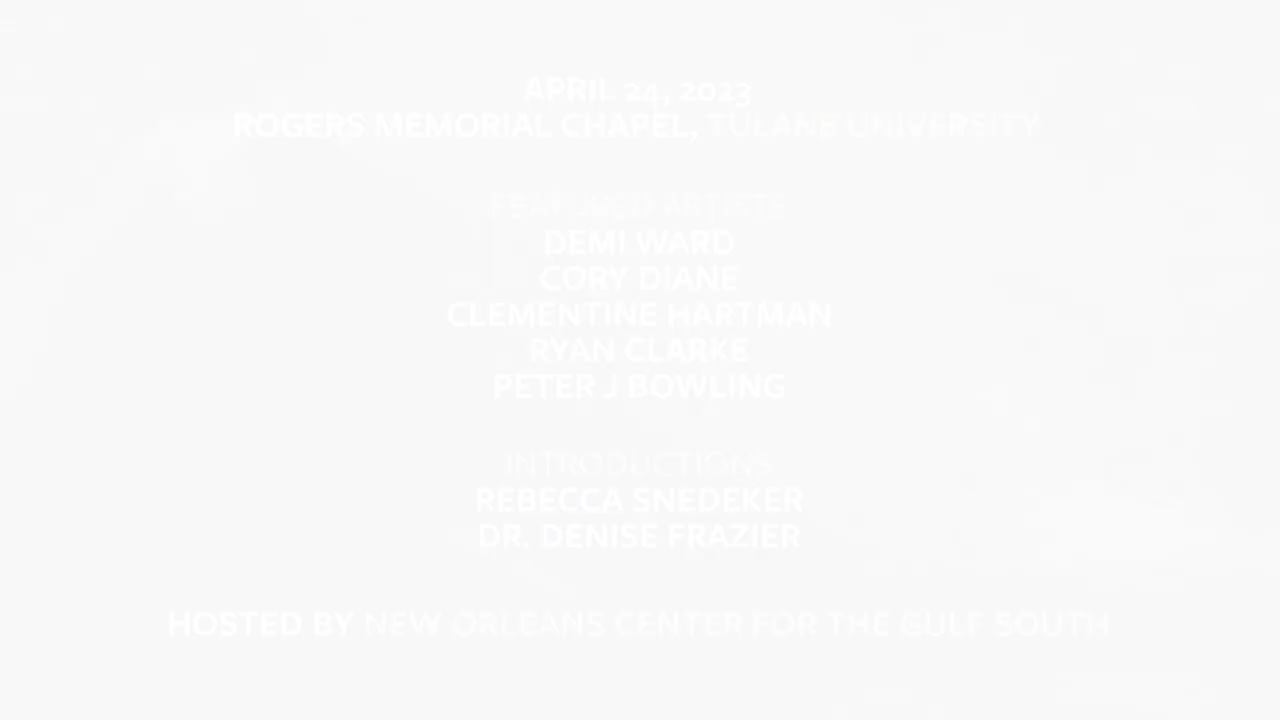 APRIL 24, 2023
ROGERS MEMORIAL CHAPEL, TULANE UNIVERSITY
FEATURED ARTISTS
DEMI WARD
CORY DIANE
CLEMENTINE HARTMAN
RYAN CLARKE
PETER J BOWLING
INTRODUCTIONS
REBECCA SNEDEKER
DR. DENISE FRAZIER
HOSTED BY NEW ORLEANS CENTER FOR THE GULF SOUTH